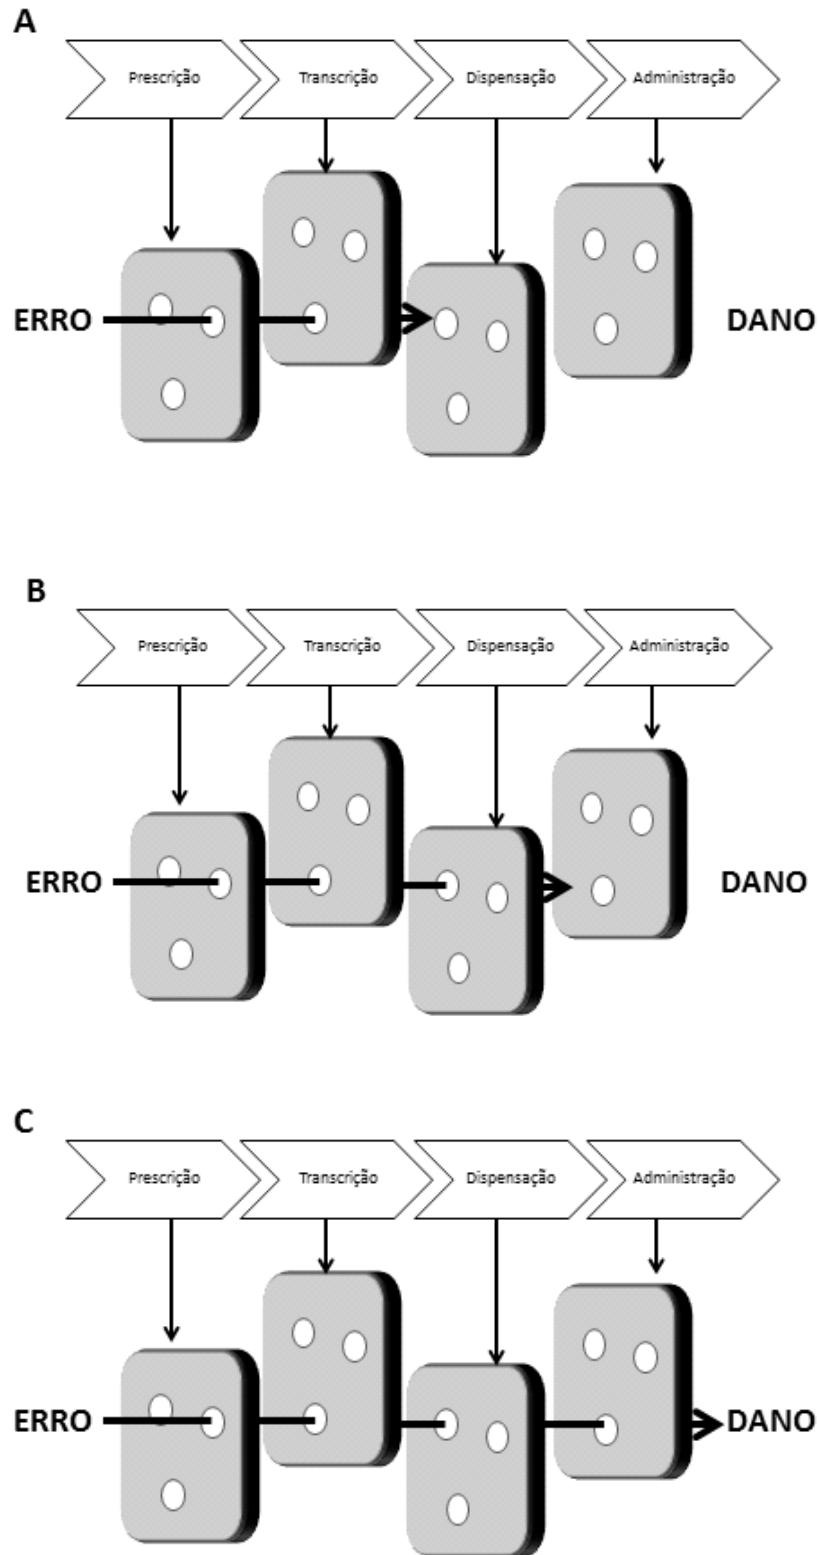 A
Prescrição Transcrição Dispensação Administração
ERRO DANO
B
Prescrição Transcrição Dispensação Administração
ERRO DANO
C
Prescrição Transcrição Dispensação Administração
ERRO DANO